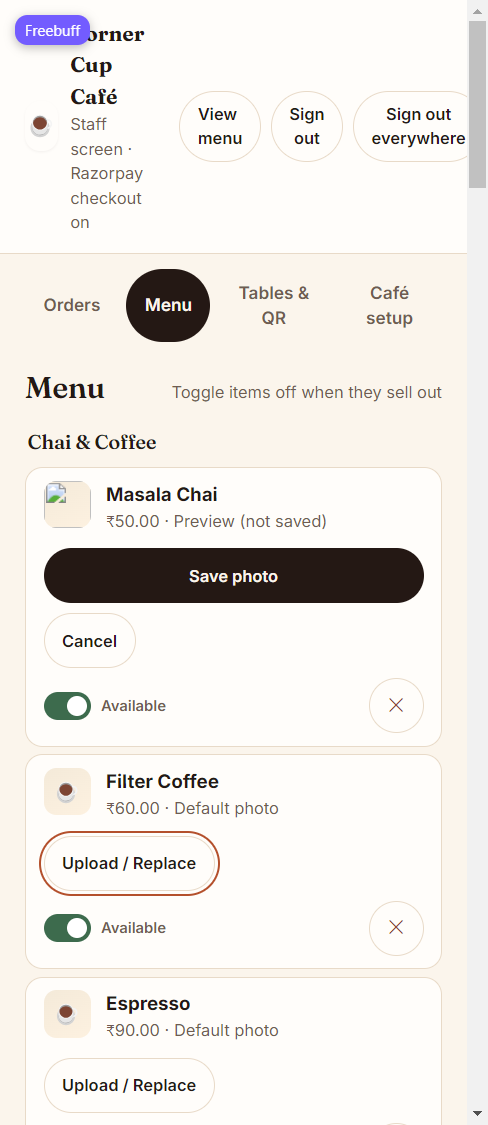 Freebuff
orner
Cup
Café
Staff
screen ·
Razorpay
checkout
on
View
menu
Sign
out
Sign out
everywhere
Orders
Menu
Tables &
QR
Café
setup
Menu
Toggle items off when they sell out
Chai & Coffee
Masala Chai
₹50.00 · Preview (not saved)
Save photo
Cancel
Available
Filter Coffee
₹60.00 · Default photo
Upload / Replace
Available
Espresso
₹90.00 · Default photo
Upload / Replace